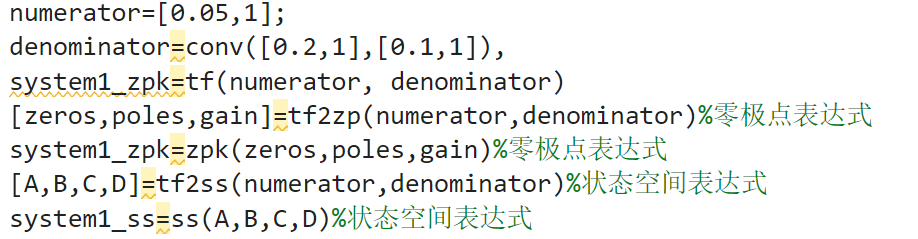 numerator=[0.05,1];
denominator=conv([0.2,1],[0.1,1]),
system1_zpk=tf(numerator, denominator)
[zeros,poles,gain]=tf2zp(numerator,denominator)%零极点表达式
system1_zpk=zpk(zeros,poles,gain)%零极点表达式
[A,B,C,D]=tf2ss(numerator,denominator)%状态空间表达式
system1_ss=ss(A,B,C,D)%状态空间表达式